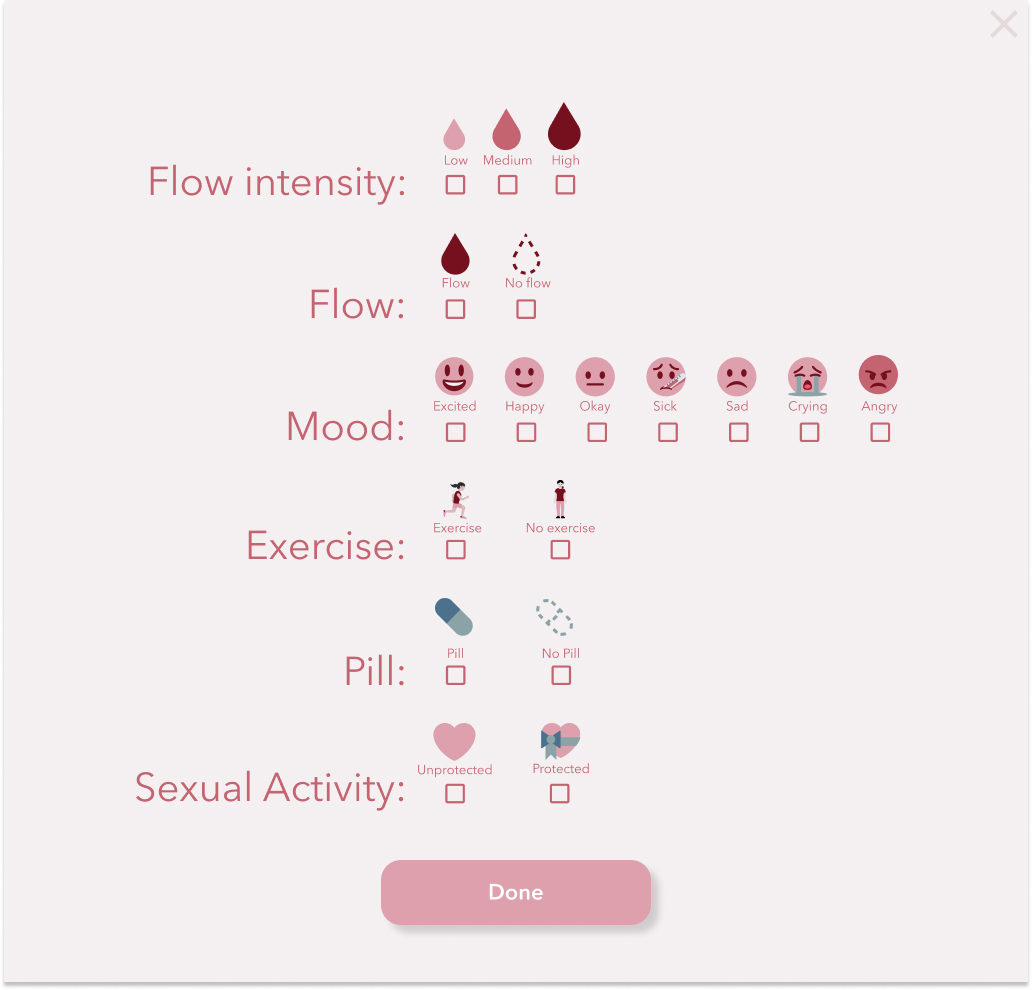 Low Medium High
Flow intensity:
Flow No flow
Flow:
Excited Happy Okay Sick Sad Crying Angry
Mood:
Exercise No exercise
Exercise:
Pill No Pill
Pill:
Unprotected Protected
Sexual Activity:
Done